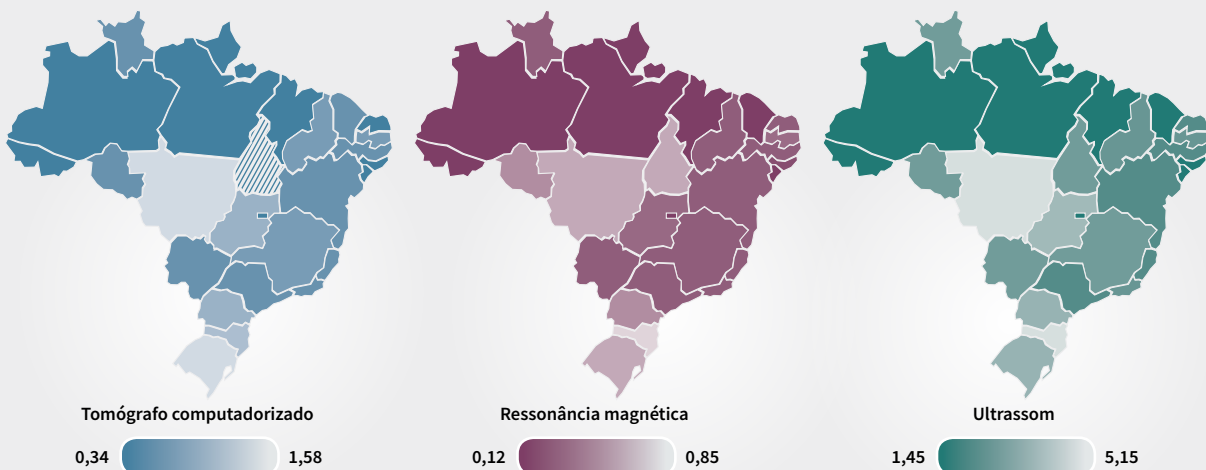 Tomógrafo computadorizado
0,34 1,58
Ressonância magnética
0,12 0,85
Ultrassom
1,45 5,15